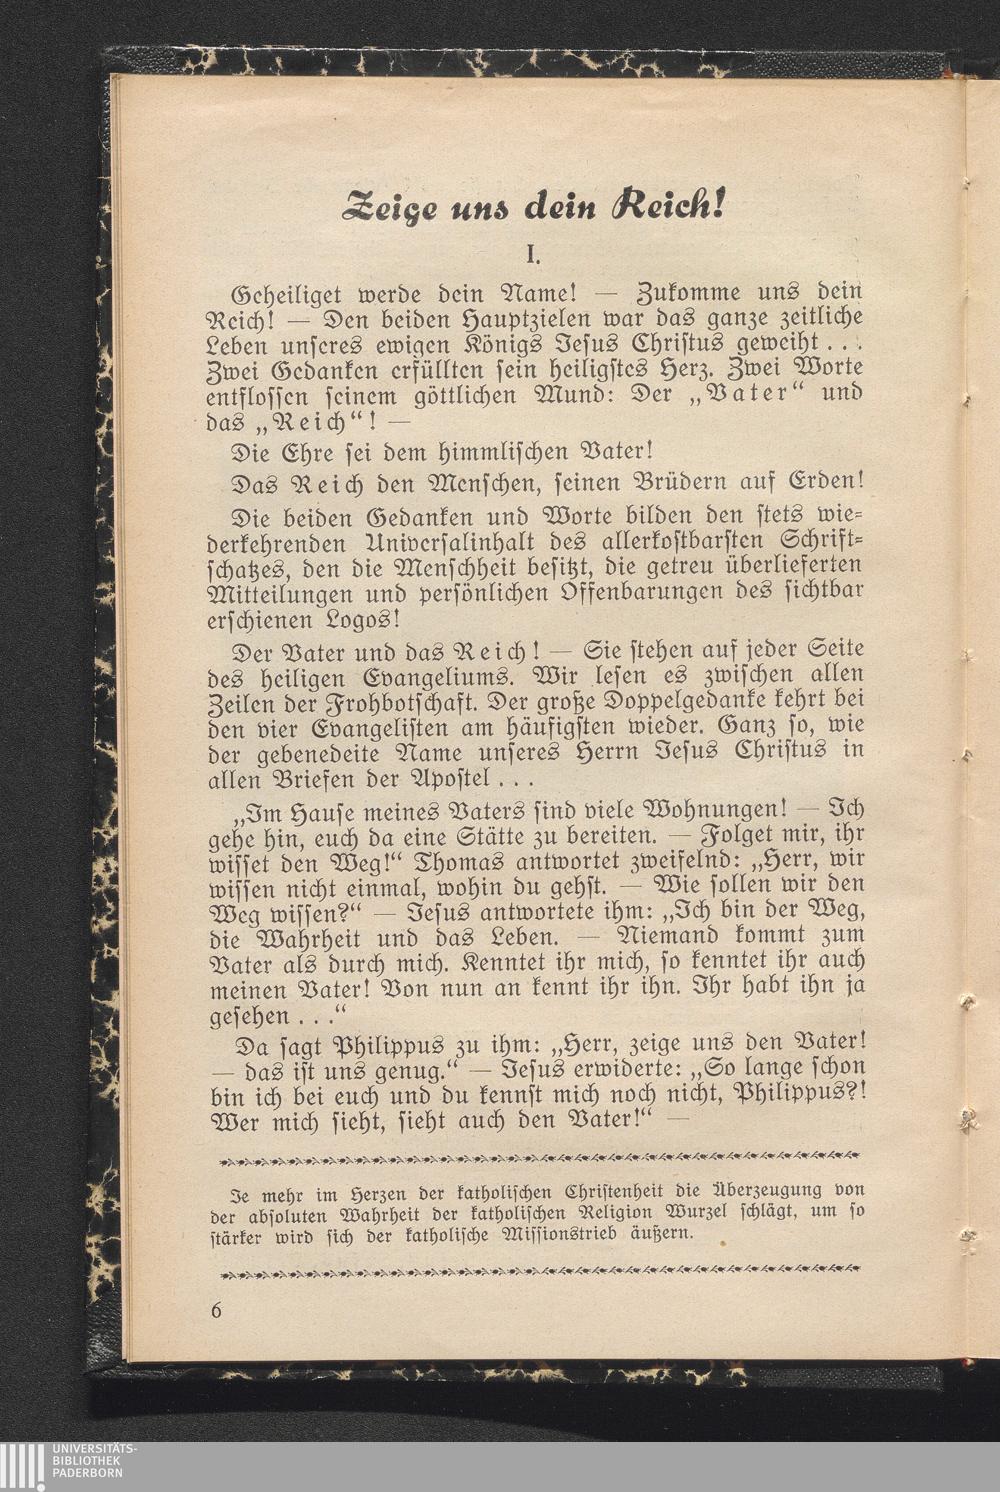 Zeige uns dein Reich!
I.
Geheiliget werde dein Name! — Zukomme uns dein
Reich! — Den beiden Hauptzielen war das ganze zeitliche
Leben unseres ewigen Königs Jesus Christus geweiht . . .
Zwei Gedanken erfüllten sein heiligstes Herz. Zwei Worte
entflossen seinem göttlichen Mund: Der „Vater“ und
das „Reich“! —
Die Ehre sei dem himmlischen Vater!
Das Reich den Menschen, seinen Brüdern auf Erden!
Die beiden Gedanken und Worte bilden den stets wie-
derkehrenden Universalinhalt des allerkostbarsten Schrift-
schatzes, den die Menschheit besitzt, die getreu überlieferten
Mitteilungen und persönlichen Offenbarungen des sichtbar
erschienen Logos!
Der Vater und das Reich! — Sie stehen auf jeder Seite
des heiligen Evangeliums. Wir lesen es zwischen allen
Zeilen der Frohbotschaft. Der große Doppelgedanke kehrt bei
den vier Evangelisten am häufigsten wieder. Ganz so, wie
der gebenedeite Name unseres Herrn Jesus Christus in
allen Briefen der Apostel . . .
„Im Hause meines Vaters sind viele Wohnungen! — Ich
gehe hin, euch da eine Stätte zu bereiten. — Folget mir, ihr
wisset den Weg!“ Thomas antwortet zweifelnd: „Herr, wir
wissen nicht einmal, wohin du gehst. — Wie sollen wir den
Weg wissen?“ — Jesus antwortete ihm: „Ich bin der Weg,
die Wahrheit und das Leben. — Niemand kommt zum
Vater als durch mich. Kenntet ihr mich, so kenntet ihr auch
meinen Vater! Von nun an kennt ihr ihn. Ihr habt ihn ja
gesehen . . .“
Da sagt Philippus zu ihm: „Herr, zeige uns den Vater!
— das ist uns genug.“ — Jesus erwiderte: „So lange schon
bin ich bei euch und du kennst mich noch nicht, Philippus?!
Wer mich sieht, sieht auch den Vater!“ —
Je mehr im Herzen der katholischen Christenheit die Überzeugung von
der absoluten Wahrheit der katholischen Religion Wurzel schlägt, um so
stärker wird sich der katholische Missionstrieb äußern.
6
UNIVERSITÄTS-
BIBLIOTHEK
PADERBORN